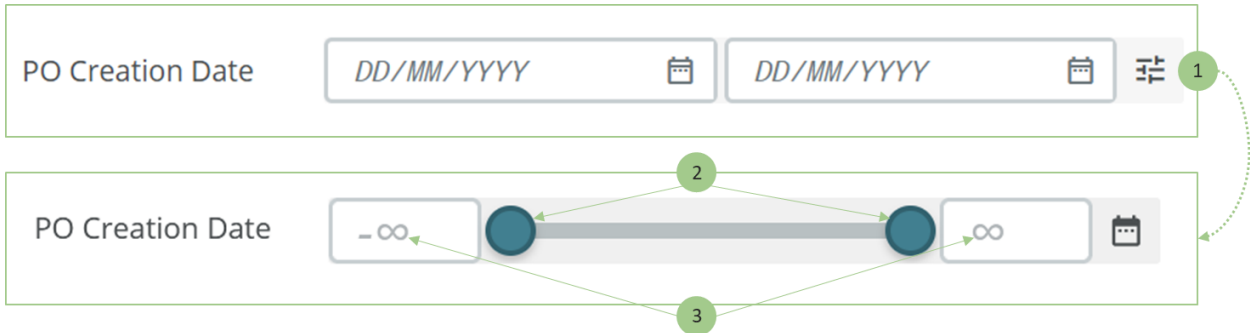 PO Creation Date DD/MM/YYYY DD/MM/YYYY 1
2
PO Creation Date -∞ ∞
3